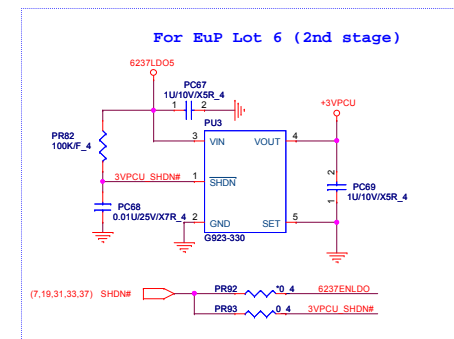 For EuP Lot 6 (2nd stage)
6237LDO5
PC67
1U/10V/X5R_4
1 2
+3VPCU
PU3
PR82
100K/F_4
3 VIN VOUT 4
3VPCU_SHDN# 1 SHDN
PC68
0.01U/25V/X7R_4
2
PC69
1U/10V/X5R_4
1
2 GND SET 5
G923-330
(7,19,31,33,37) SHDN# PR92 *0_4 6237ENLDO
PR93 0_4 3VPCU_SHDN#